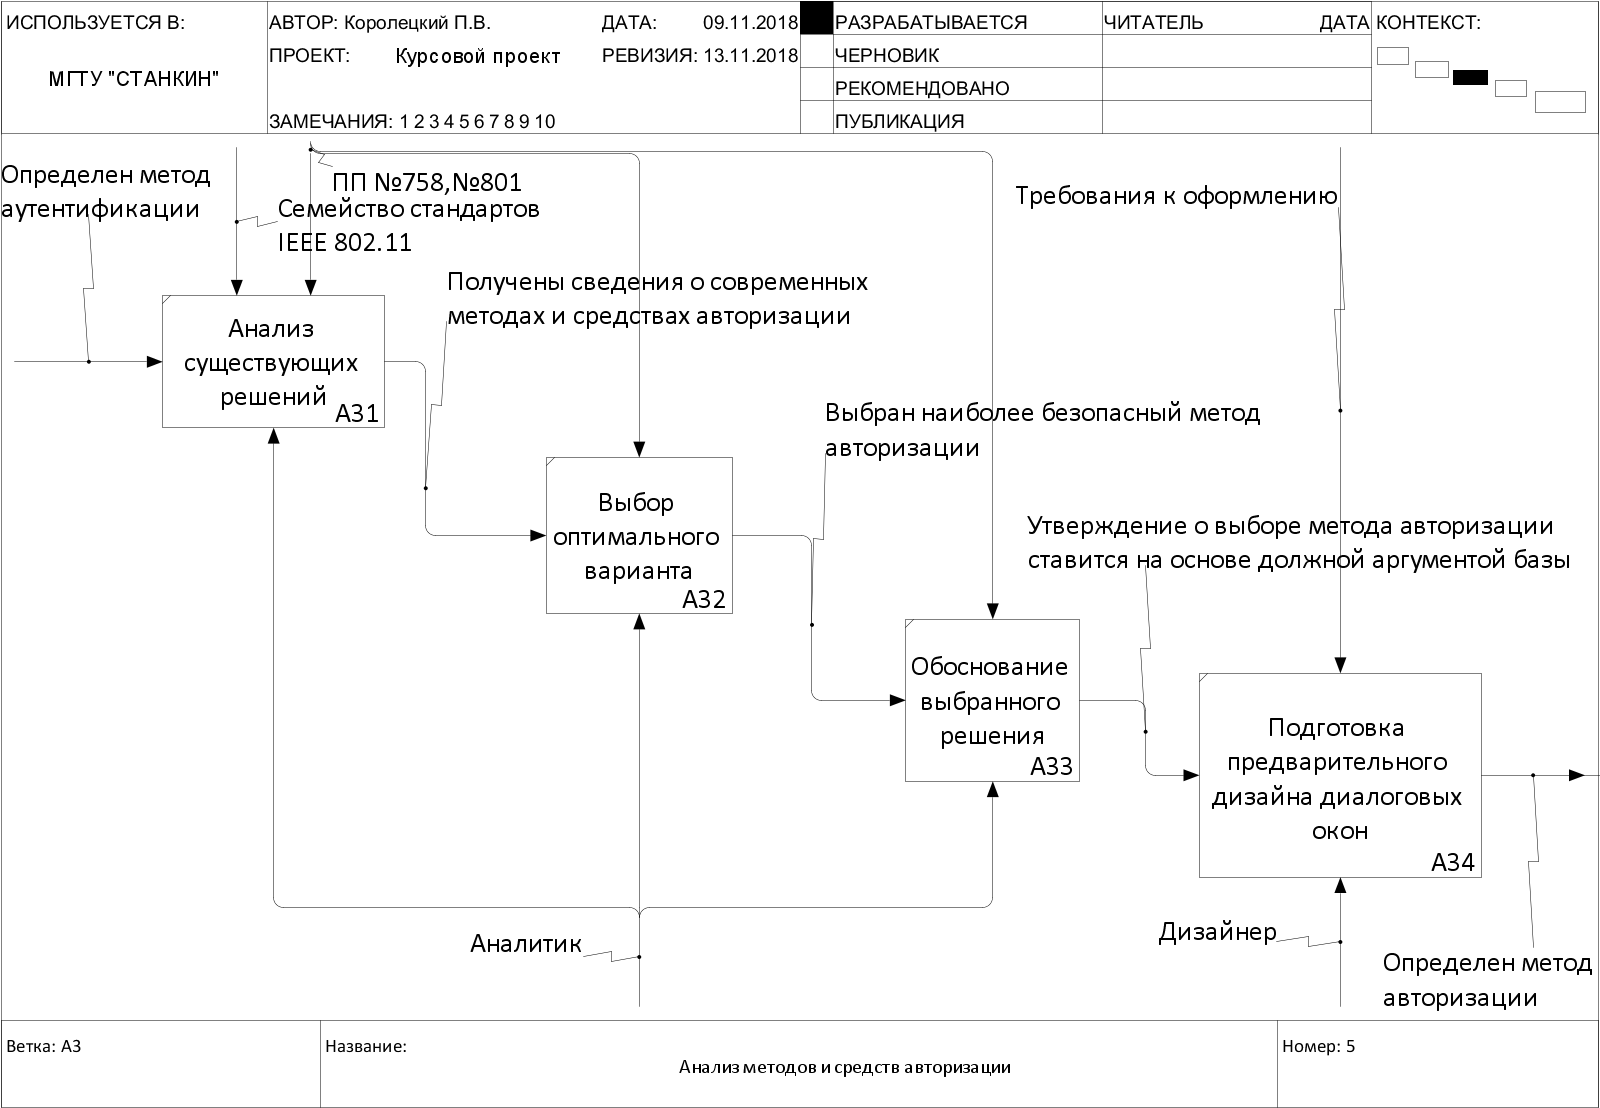 ИСПОЛЬЗУЕТСЯ В:
МГТУ "СТАНКИН"
АВТОР: Королецкий П.В.
ДАТА: 09.11.2018
ПРОЕКТ: Курсовой проект
РЕВИЗИЯ: 13.11.2018
ЗАМЕЧАНИЯ: 1 2 3 4 5 6 7 8 9 10
РАЗРАБАТЫВАЕТСЯ
ЧЕРНОВИК
РЕКОМЕНДОВАНО
ПУБЛИКАЦИЯ
ЧИТАТЕЛЬ
ДАТА
КОНТЕКСТ:
Определен метод
аутентификации
ПП №758,№801
Семейство стандартов
IEEE 802.11
Требования к оформлению
Получены сведения о современных
методах и средствах авторизации
Анализ
существующих
решений
А31
Выбран наиболее безопасный метод
авторизации
Выбор
оптимального
варианта
А32
Утверждение о выборе метода авторизации
ставится на основе должной аргументой базы
Обоснование
выбранного
решения
А33
Подготовка
предварительного
дизайна диалоговых
окон
А34
Аналитик
Дизайнер
Определен метод
авторизации
Ветка: А3
Название:
Анализ методов и средств авторизации
Номер: 5